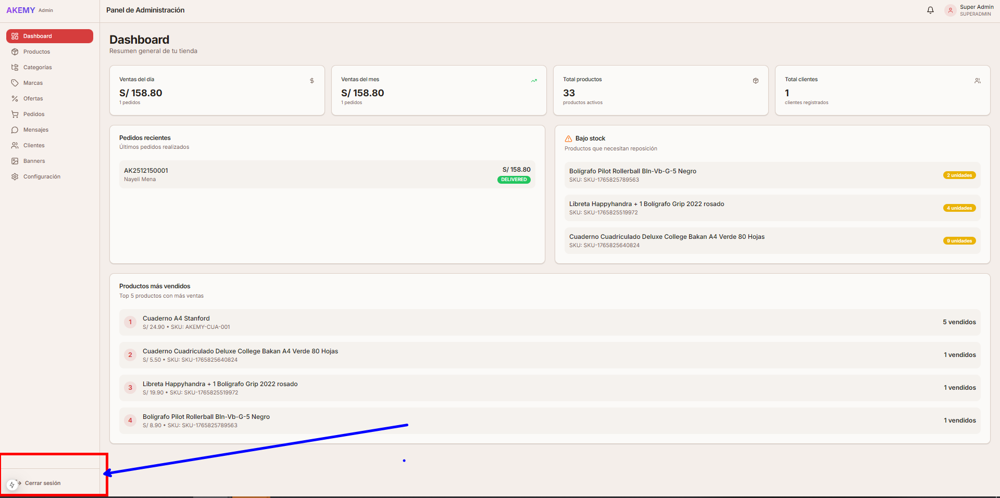 AKEMY Admin
Panel de Administración
Super Admin
SUPERADMIN
Dashboard
Productos
Categorías
Marcas
Ofertas
Pedidos
Mensajes
Clientes
Banners
Configuración
Cerrar sesión
Dashboard
Resumen general de tu tienda
Ventas del día
S/ 158.80
1 pedidos
Ventas del mes
S/ 158.80
1 pedidos
Total productos
33
productos activos
Total clientes
1
clientes registrados
Pedidos recientes
Últimos pedidos realizados
AK2512150001
S/ 158.80
Nayeli Mena
DELIVERED
Bajo stock
Productos que necesitan reposición
Bolígrafo Pilot Rollerball Bln-Vb-G-5 Negro
SKU: SKU-1765825789563
2 unidades
Libreta Happyhandra + 1 Bolígrafo Grip 2022 rosado
SKU: SKU-1765825519972
4 unidades
Cuaderno Cuadriculado Deluxe College Bakan A4 Verde 80 Hojas
SKU: SKU-1765825640824
9 unidades
Productos más vendidos
Top 5 productos con más ventas
1
Cuaderno A4 Stanford
S/ 24.90 • SKU: AKEMY-CUA-001
5 vendidos
2
Cuaderno Cuadriculado Deluxe College Bakan A4 Verde 80 Hojas
S/ 5.50 • SKU: SKU-1765825640824
1 vendidos
3
Libreta Happyhandra + 1 Bolígrafo Grip 2022 rosado
S/ 19.90 • SKU: SKU-1765825519972
1 vendidos
4
Bolígrafo Pilot Rollerball Bln-Vb-G-5 Negro
S/ 8.90 • SKU: SKU-1765825789563
1 vendidos